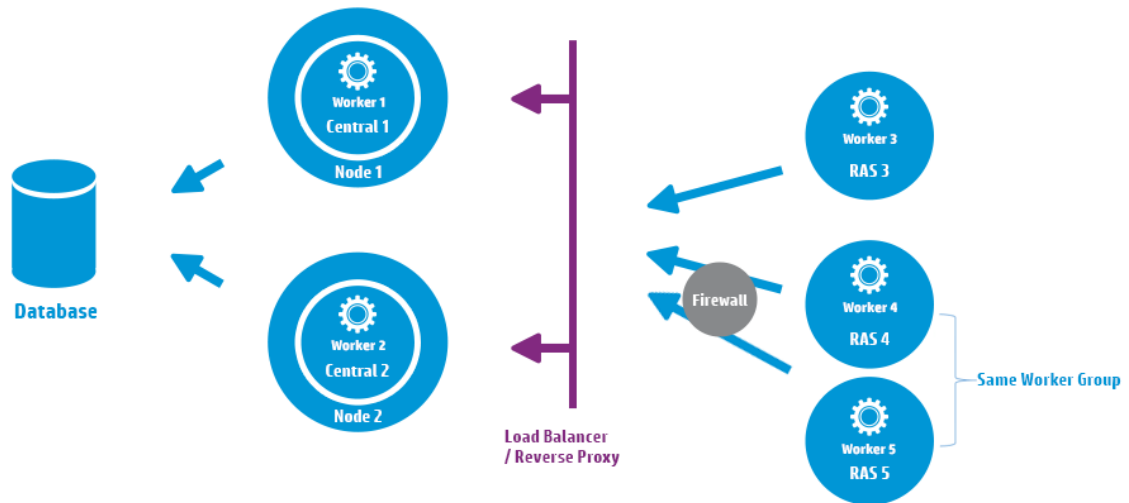 Worker 1
Central 1
Node 1
Database
Worker 2
Central 2
Node 2
Load Balancer
/ Reverse Proxy
Firewall
Worker 3
RAS 3
Worker 4
RAS 4
Worker 5
RAS 5
Same Worker Group